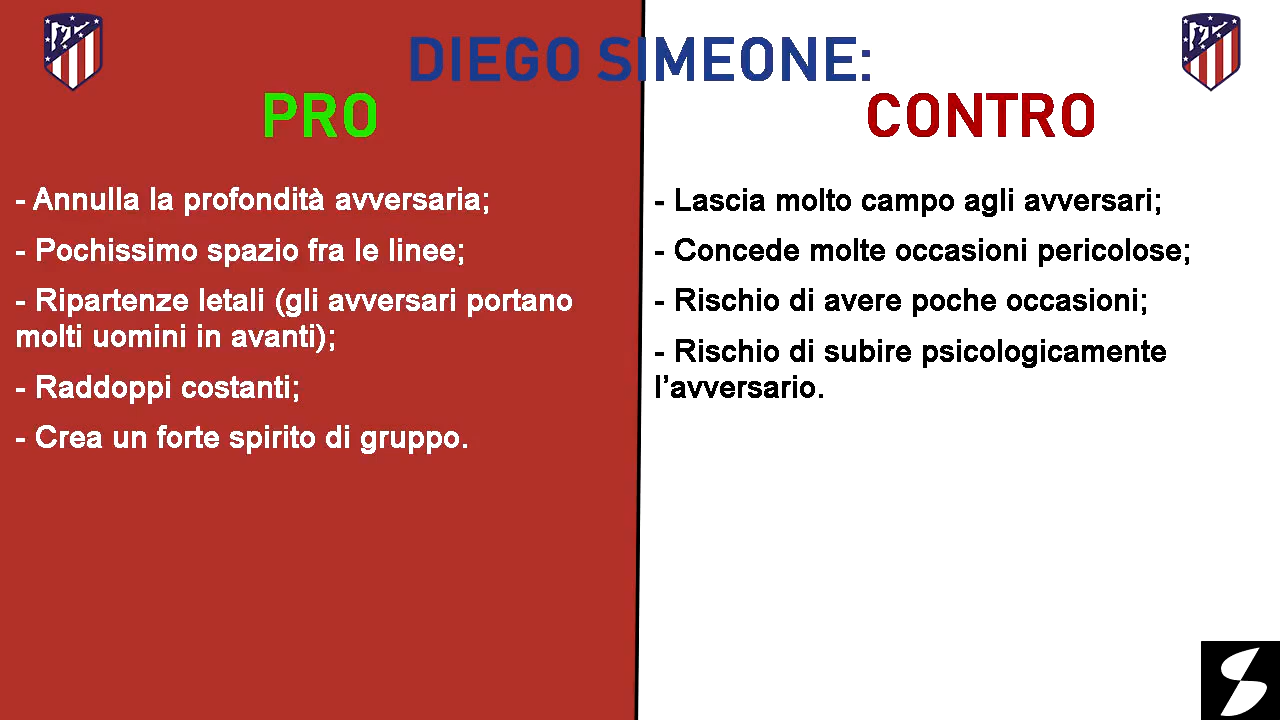 DIEGO SIMEONE:
PRO
- Annulla la profondità avversaria;
- Pochissimo spazio fra le linee;
- Ripartenze letali (gli avversari portano
molti uomini in avanti);
- Raddoppi costanti;
- Crea un forte spirito di gruppo.
CONTRO
- Lascia molto campo agli avversari;
- Concede molte occasioni pericolose;
- Rischio di avere poche occasioni;
- Rischio di subire psicologicamente
l’avversario.